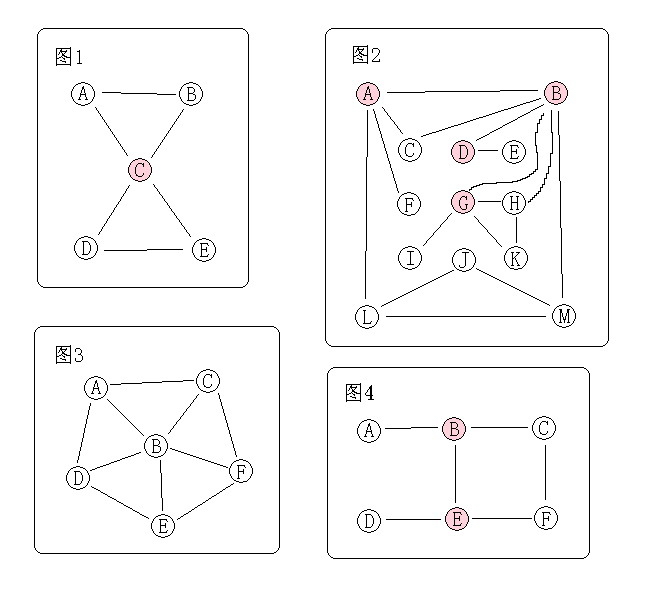 图1
A B
C
D E
图2
A B
C D E
F G H
I J K
L M
图3
A C
B
D F
E
图4
A B C
D E F